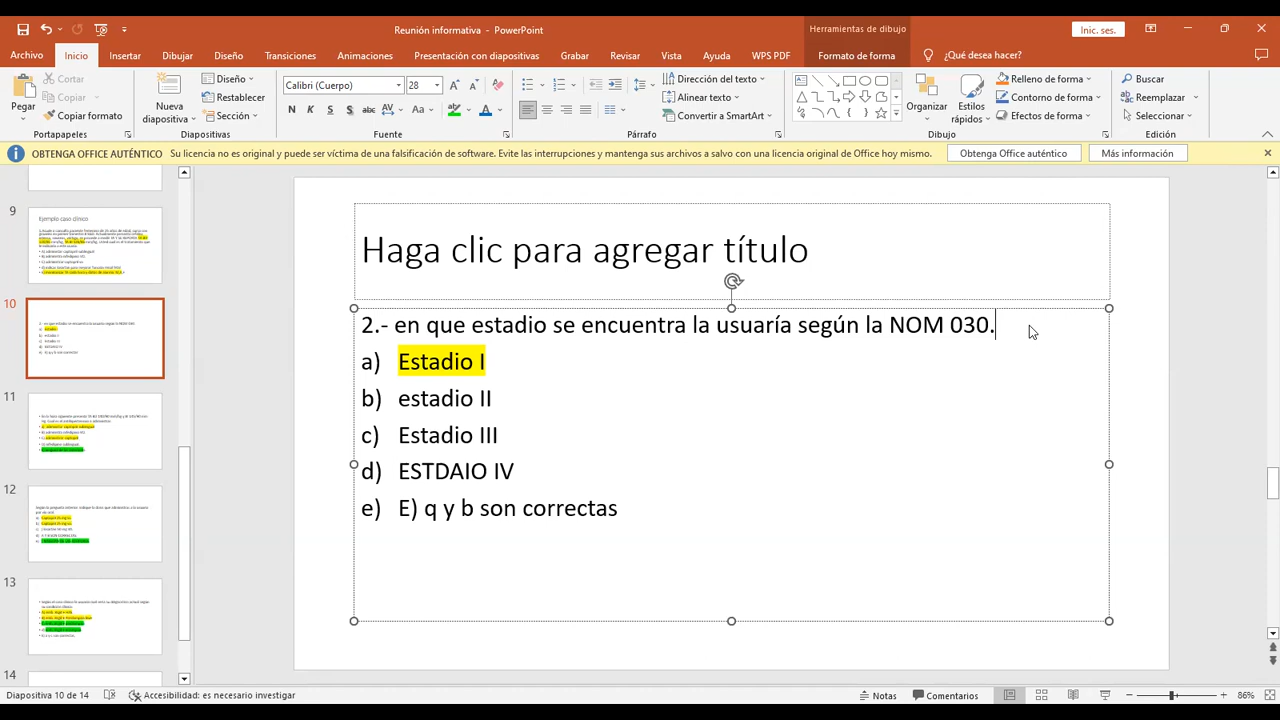 Reunión informativa - PowerPoint
Herramientas de dibujo
Inic. ses.
Archivo Inicio Insertar Dibujar Diseño Transiciones Animaciones Presentación con diapositivas Grabar Revisar Vista Ayuda WPS PDF Formato de forma ¿Qué desea hacer?
Pegar
Cortar
Copiar
Copiar formato
Portapapeles
Nueva diapositiva
Diseño
Restablecer
Sección
Diapositivas
Calibri (Cuerpo) 28
N K S S abc AV Aa A
Fuente
Dirección del texto
Alinear texto
Convertir a SmartArt
Párrafo
Organizar
Estilos rápidos
Relleno de forma
Contorno de forma
Efectos de forma
Dibujo
Buscar
Reemplazar
Seleccionar
Edición
OBTENGA OFFICE AUTÉNTICO Su licencia no es original y puede ser víctima de una falsificación de software. Evite las interrupciones y mantenga sus archivos a salvo con una licencia original de Office hoy mismo. Obtenga Office auténtico Más información
9
Ejemplo caso clínico
10
11
12
13
14
Haga clic para agregar título
2.- en que estadio se encuentra la usuaría según la NOM 030.
a) Estadio I
b) estadio II
c) Estadio III
d) ESTDAIO IV
e) E) q y b son correctas
Diapositiva 10 de 14 Accesibilidad: es necesario investigar Notas Comentarios 86%